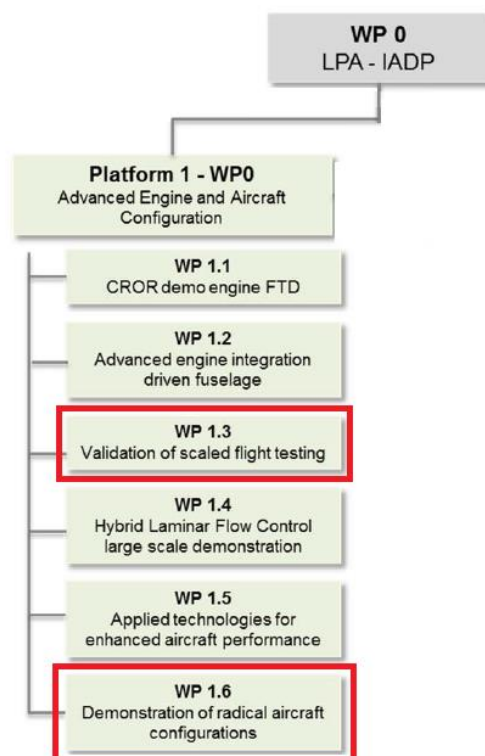 WP 0
LPA - IADP
Platform 1 - WP0
Advanced Engine and Aircraft
Configuration
WP 1.1
CROR demo engine FTD
WP 1.2
Advanced engine integration
driven fuselage
WP 1.3
Validation of scaled flight testing
WP 1.4
Hybrid Laminar Flow Control
large scale demonstration
WP 1.5
Applied technologies for
enhanced aircraft performance
WP 1.6
Demonstration of radical aircraft
configurations